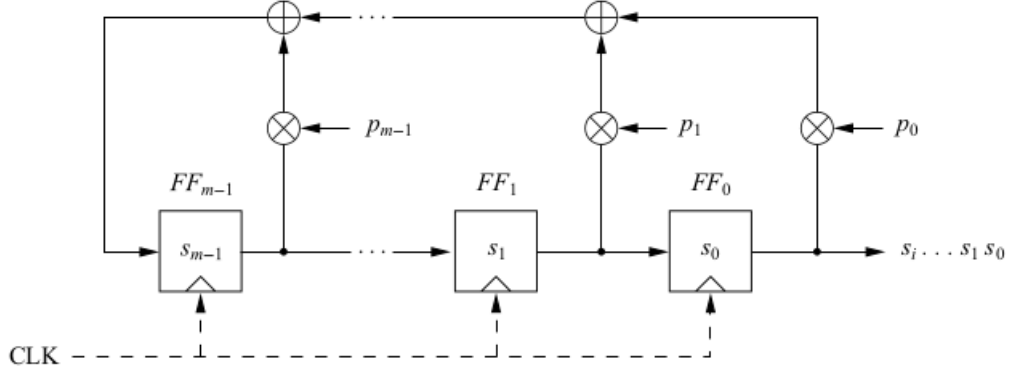 · · ·
p_{m−1} p_1 p_0
FF_{m−1} FF_1 FF_0
s_{m−1} · · · s_1 s_0 s_i . . . s_1 s_0
CLK